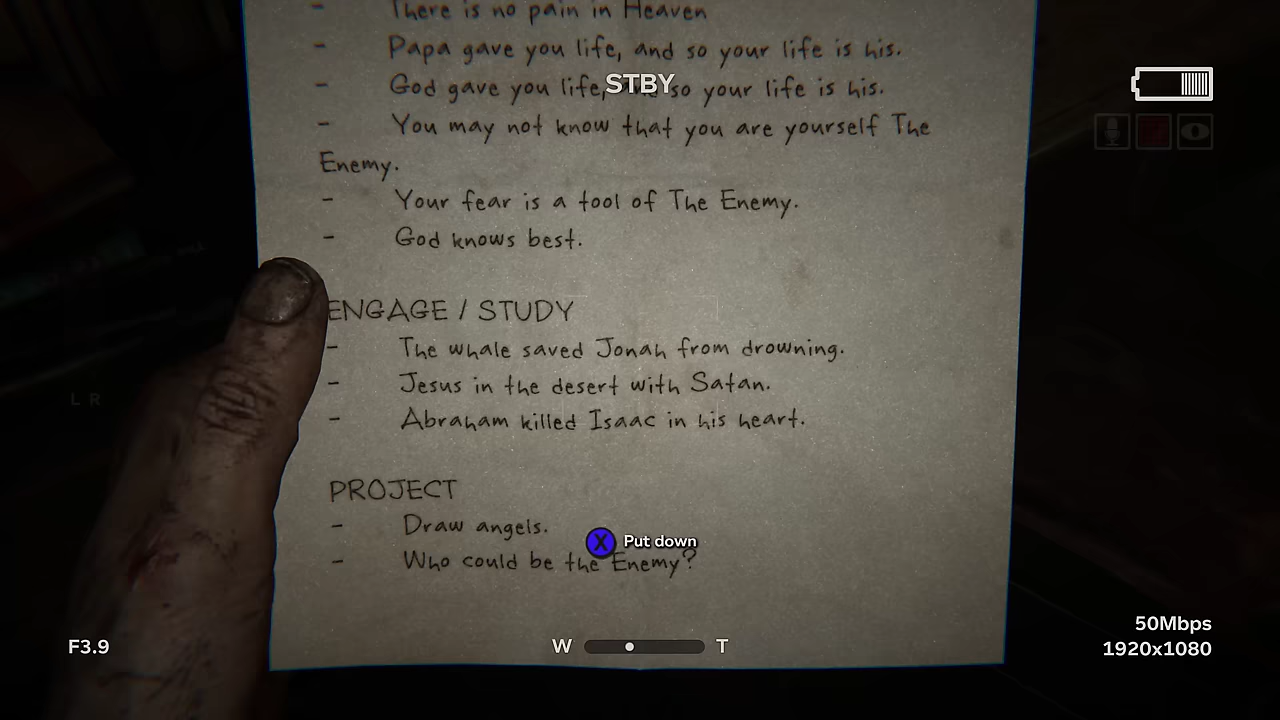 - There is no pain in Heaven
- Papa gave you life, and so your life is his.
STBY
- God gave you life, and so your life is his.
- You may not know that you are yourself The
Enemy.
- Your fear is a tool of The Enemy.
- God knows best.
ENGAGE / STUDY
- The whale saved Jonah from drowning.
- Jesus in the desert with Satan.
L R
- Abraham killed Isaac in his heart.
PROJECT
- Draw angels.
X Put down
- Who could be the Enemy?
50Mbps
F3.9
W T
1920x1080